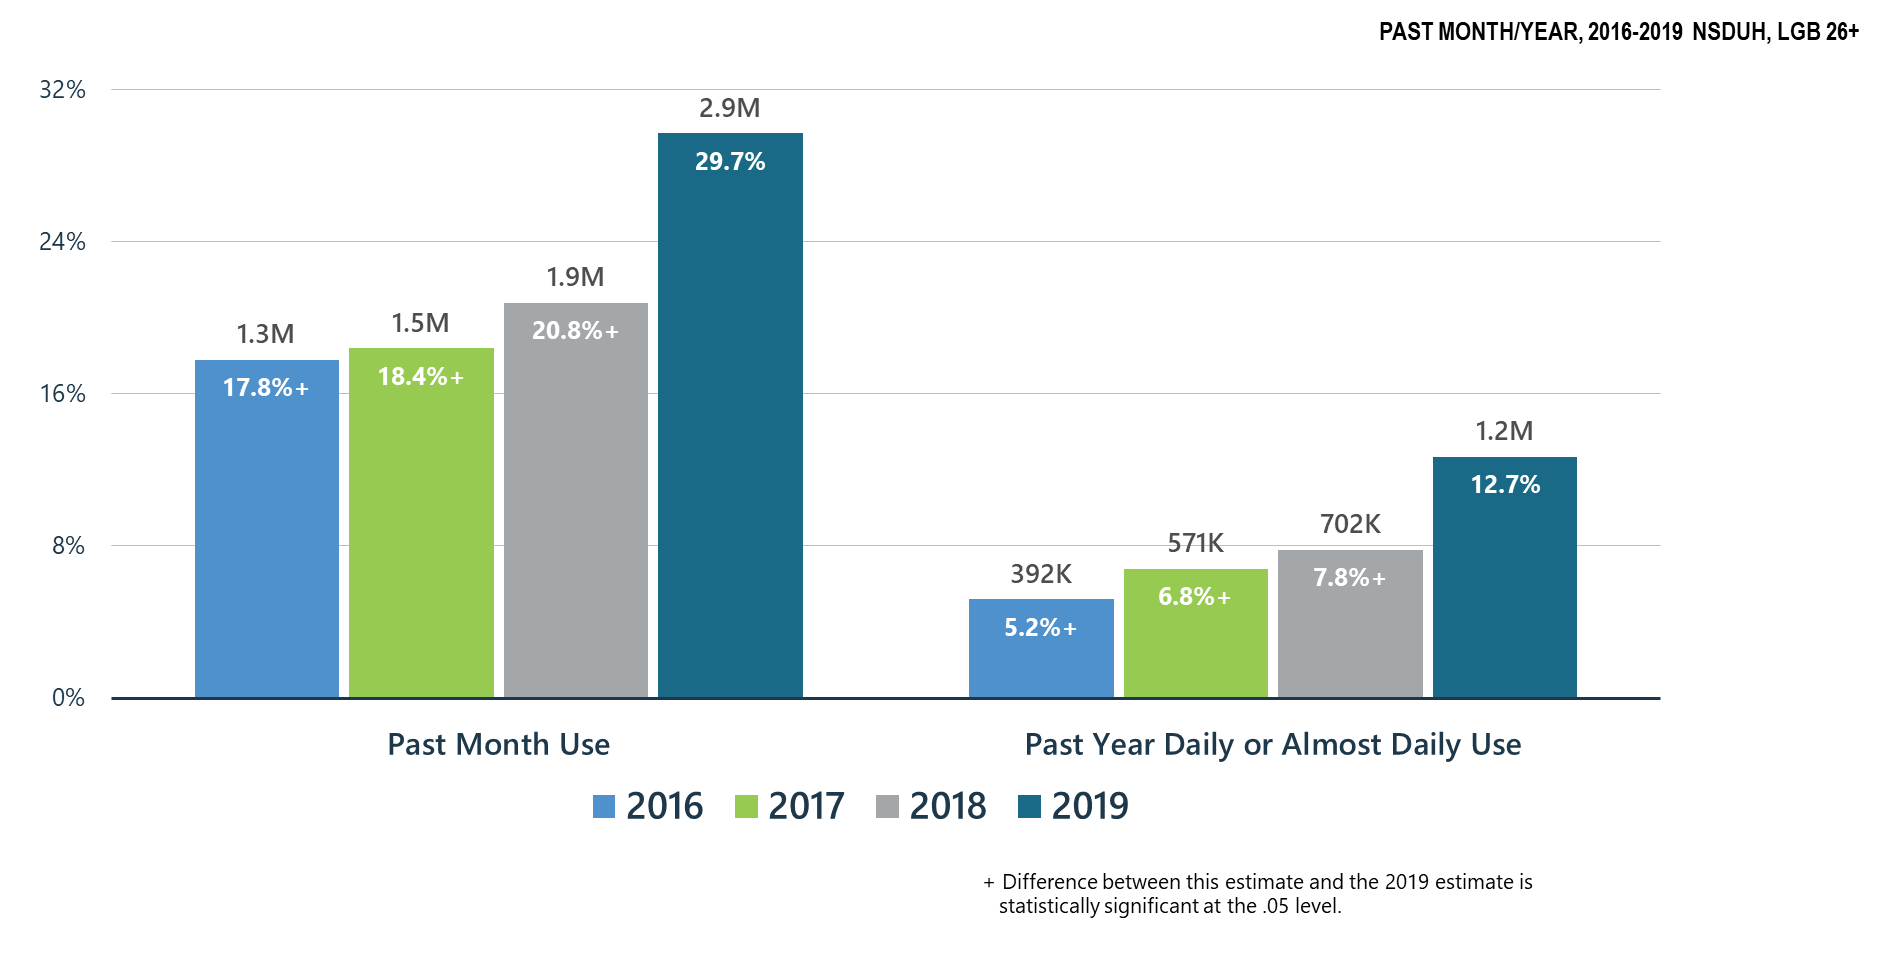 PAST MONTH/YEAR, 2016-2019 NSDUH, LGB 26+
32%
24%
16%
8%
0%
1.3M
17.8%+
1.5M
18.4%+
1.9M
20.8%+
2.9M
29.7%
392K
5.2%+
571K
6.8%+
702K
7.8%+
1.2M
12.7%
Past Month Use
Past Year Daily or Almost Daily Use
2016 2017 2018 2019
+ Difference between this estimate and the 2019 estimate is
statistically significant at the .05 level.